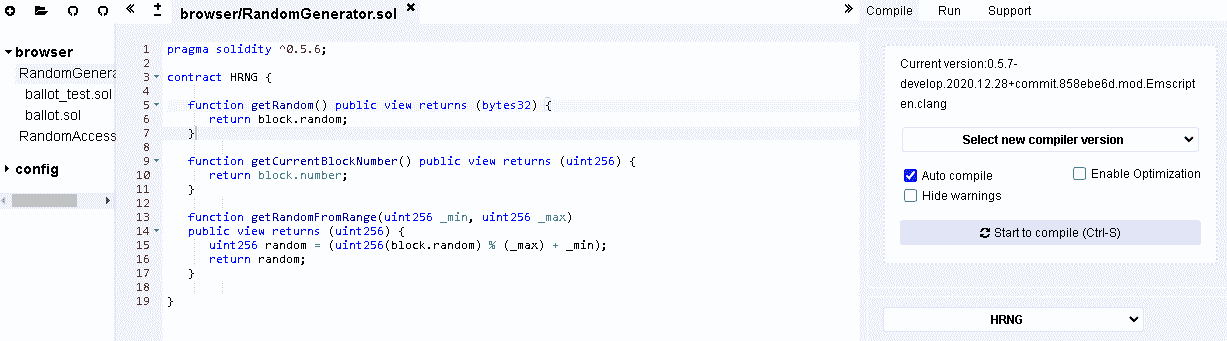 browser/RandomGenerator.sol
Compile Run Support
browser
RandomGenera
ballot_test.sol
ballot.sol
RandomAccess
config
1 pragma solidity ^0.5.6;
2
3 contract HRNG {
4
5 function getRandom() public view returns (bytes32) {
6 return block.random;
7 }
8
9 function getCurrentBlockNumber() public view returns (uint256) {
10 return block.number;
11 }
12
13 function getRandomFromRange(uint256 _min, uint256 _max)
14 public view returns (uint256) {
15 uint256 random = (uint256(block.random) % (_max) + _min);
16 return random;
17 }
18
19 }
Current version:0.5.7-
develop.2020.12.28+commit.858ebe6d.mod.Emscript
en.clang
Select new compiler version
Auto compile Enable Optimization
Hide warnings
Start to compile (Ctrl-S)
HRNG